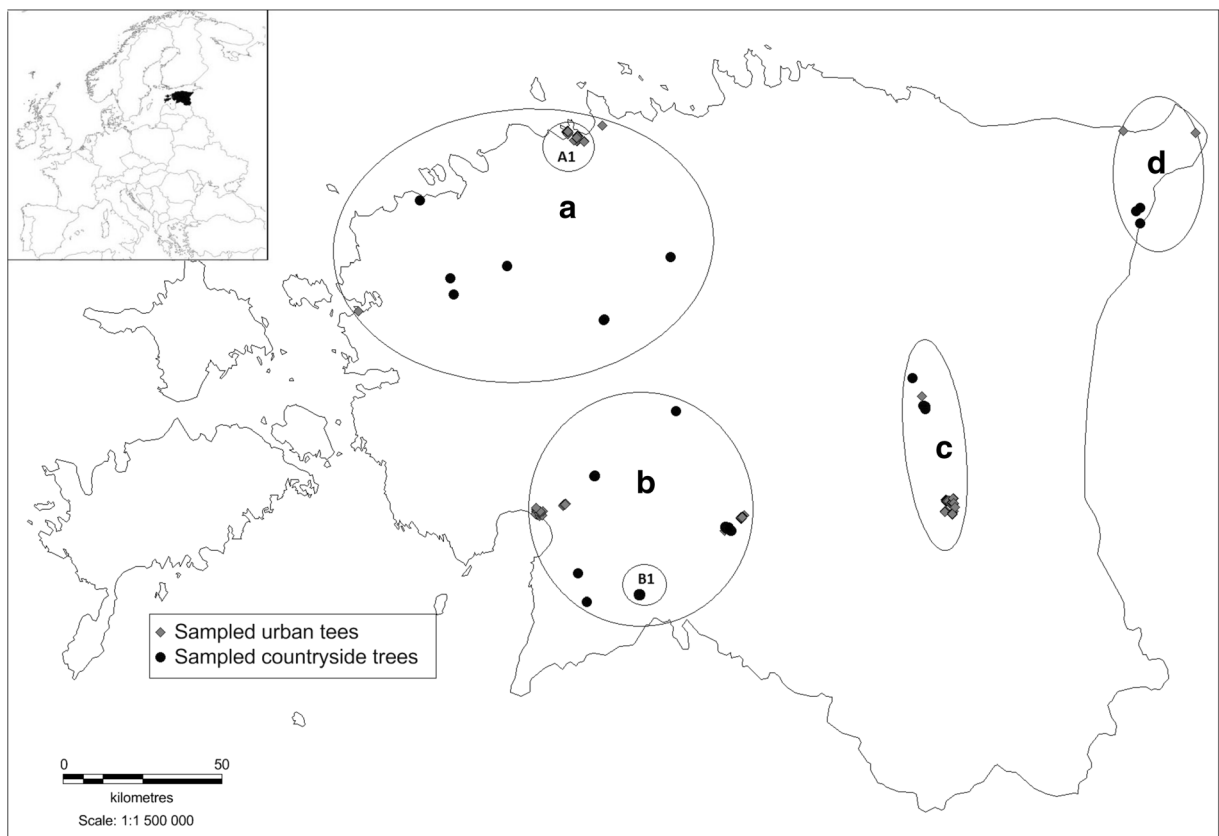 A1
a
d
b
c
B1
Sampled urban tees
Sampled countryside trees
0 50
kilometres
Scale: 1:1 500 000